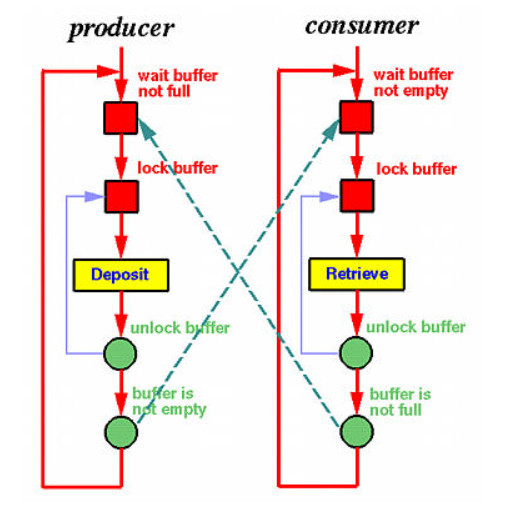 producer
wait buffer
not full
lock buffer
Deposit
unlock buffer
buffer is
not empty
consumer
wait buffer
not empty
lock buffer
Retrieve
unlock buffer
buffer is
not full